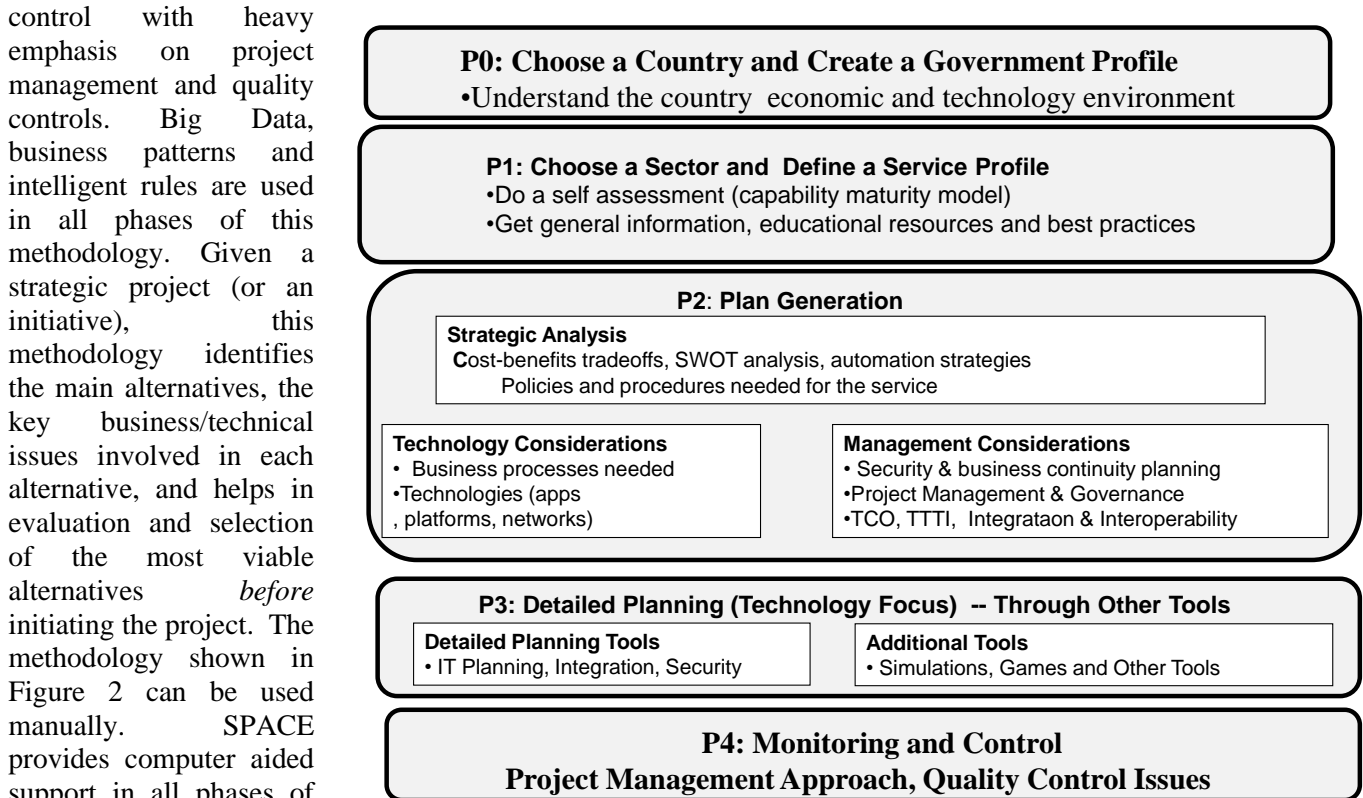 control with heavy
emphasis on project
management and quality
controls. Big Data,
business patterns and
intelligent rules are used
in all phases of this
methodology. Given a
strategic project (or an
initiative), this
methodology identifies
the main alternatives, the
key business/technical
issues involved in each
alternative, and helps in
evaluation and selection
of the most viable
alternatives before
initiating the project. The
methodology shown in
Figure 2 can be used
manually. SPACE
provides computer aided
support in all phases of
P0: Choose a Country and Create a Government Profile
•Understand the country economic and technology environment
P1: Choose a Sector and Define a Service Profile
•Do a self assessment (capability maturity model)
•Get general information, educational resources and best practices
P2: Plan Generation
Strategic Analysis
Cost-benefits tradeoffs, SWOT analysis, automation strategies
Policies and procedures needed for the service
Technology Considerations
• Business processes needed
•Technologies (apps
, platforms, networks)
Management Considerations
• Security & business continuity planning
•Project Management & Governance
•TCO, TTTI, Integrataon & Interoperability
P3: Detailed Planning (Technology Focus) -- Through Other Tools
Detailed Planning Tools
• IT Planning, Integration, Security
Additional Tools
• Simulations, Games and Other Tools
P4: Monitoring and Control
Project Management Approach, Quality Control Issues